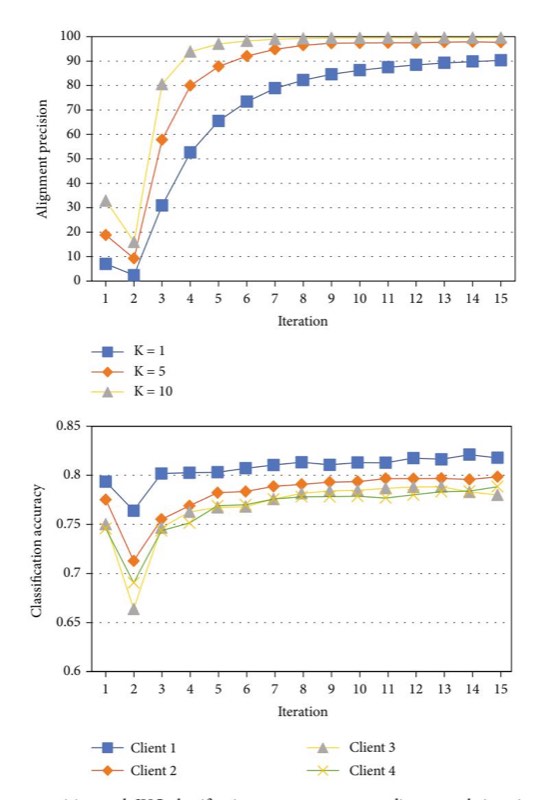 Alignment precision
100
90
80
70
60
50
40
30
20
10
0
1 2 3 4 5 6 7 8 9 10 11 12 13 14 15
Iteration
K = 1
K = 5
K = 10
Classification accuracy
0.85
0.8
0.75
0.7
0.65
0.6
1 2 3 4 5 6 7 8 9 10 11 12 13 14 15
Iteration
Client 1
Client 2
Client 3
Client 4